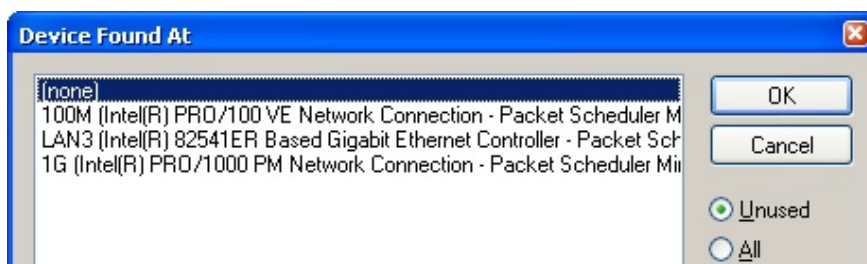 Device Found At
(none)
100M (Intel(R) PRO/100 VE Network Connection - Packet Scheduler M
LAN3 (Intel(R) 82541ER Based Gigabit Ethernet Controller - Packet Sch
1G (Intel(R) PRO/1000 PM Network Connection - Packet Scheduler Mi
OK
Cancel
Unused
All